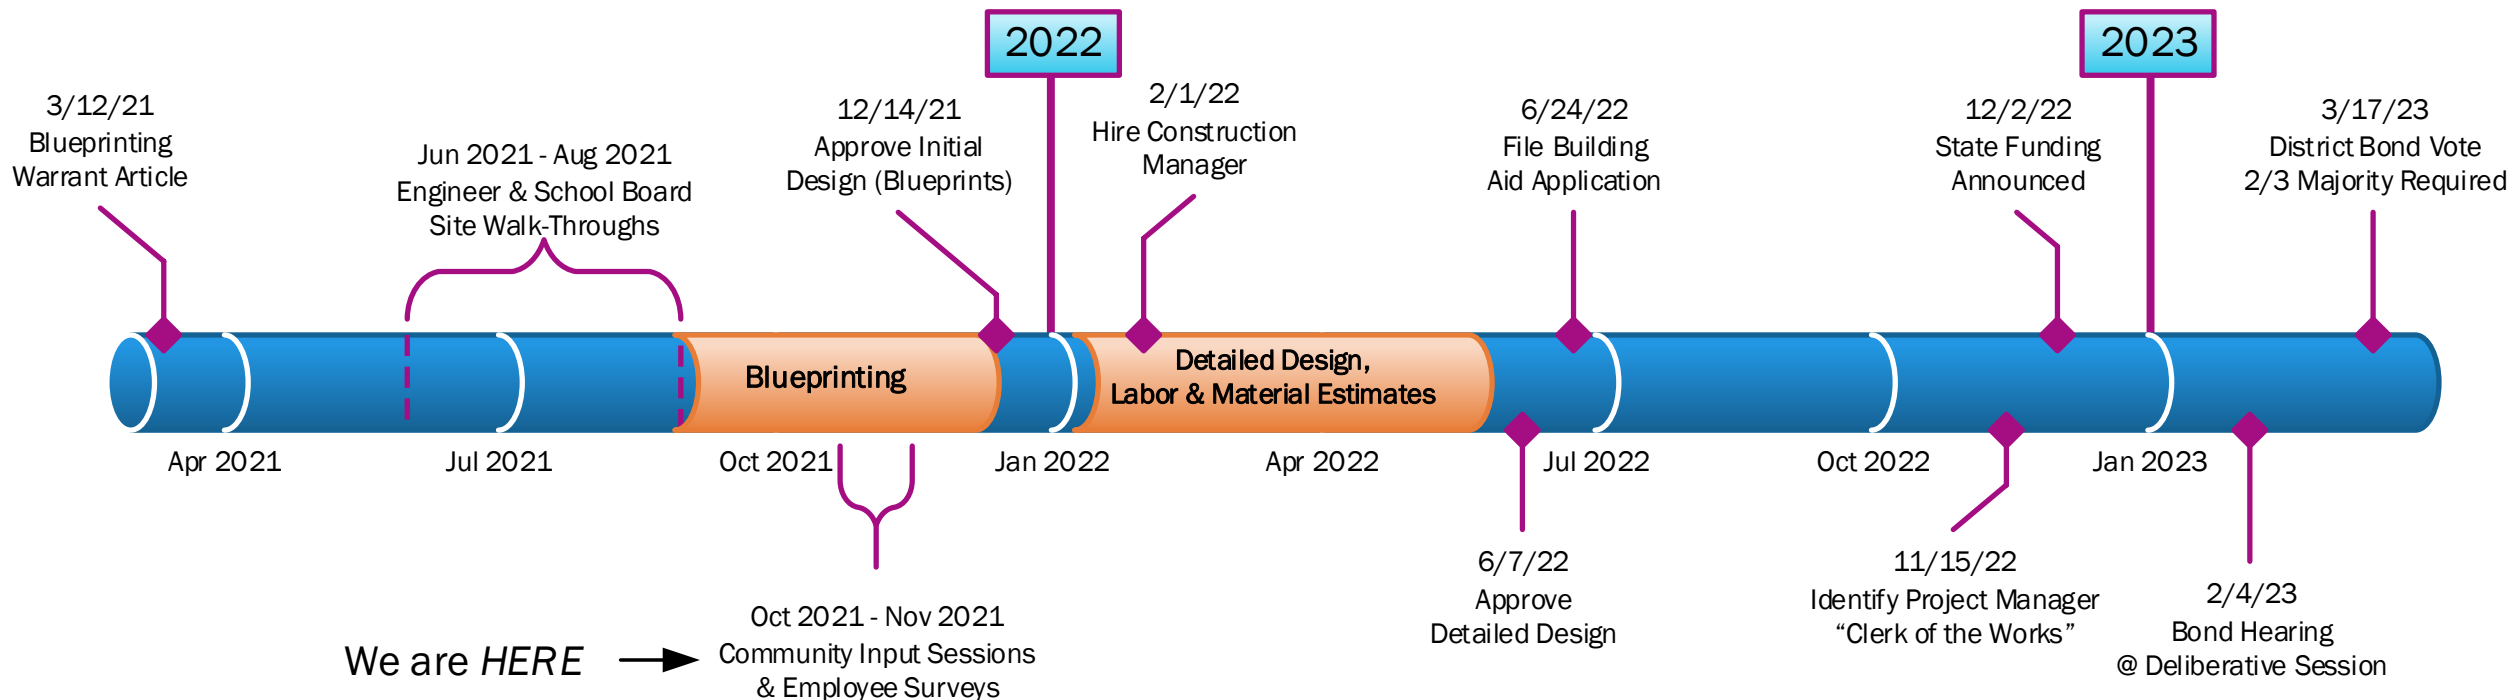 2022
2023
3/12/21
Blueprinting
Warrant Article
Jun 2021 - Aug 2021
Engineer & School Board
Site Walk-Throughs
12/14/21
Approve Initial
Design (Blueprints)
2/1/22
Hire Construction
Manager
6/24/22
File Building
Aid Application
12/2/22
State Funding
Announced
3/17/23
District Bond Vote
2/3 Majority Required
Blueprinting
Detailed Design,
Labor & Material Estimates
Apr 2021
Jul 2021
Oct 2021
Jan 2022
Apr 2022
Jul 2022
Oct 2022
Jan 2023
We are HERE
Oct 2021 - Nov 2021
Community Input Sessions
& Employee Surveys
6/7/22
Approve
Detailed Design
11/15/22
Identify Project Manager
“Clerk of the Works”
2/4/23
Bond Hearing
@ Deliberative Session